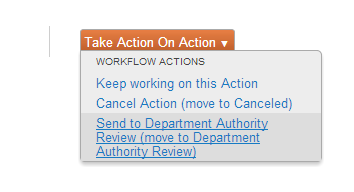 Take Action On Action ▼
WORKFLOW ACTIONS
Keep working on this Action
Cancel Action (move to Canceled)
Send to Department Authority
Review (move to Department
Authority Review)